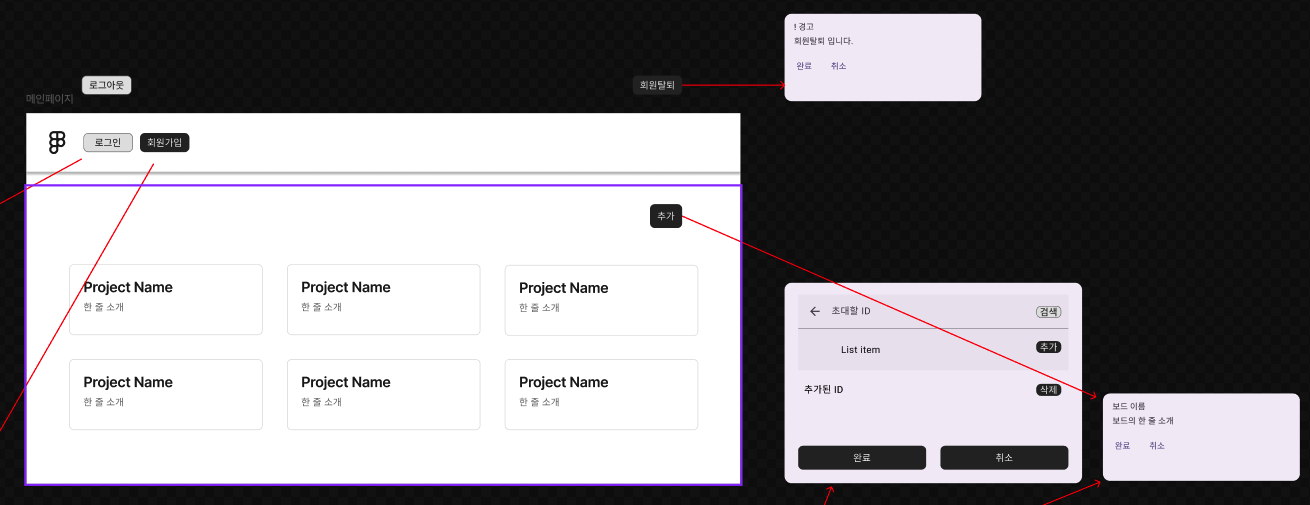 ! 경고
회원탈퇴 입니다.
완료 취소
로그아웃
회원탈퇴
메인페이지
로그인 회원가입
추가
Project Name
한 줄 소개
Project Name
한 줄 소개
Project Name
한 줄 소개
Project Name
한 줄 소개
Project Name
한 줄 소개
Project Name
한 줄 소개
초대할 ID 검색
List item 추가
추가된 ID 삭제
완료 취소
보드 이름
보드의 한 줄 소개
완료 취소